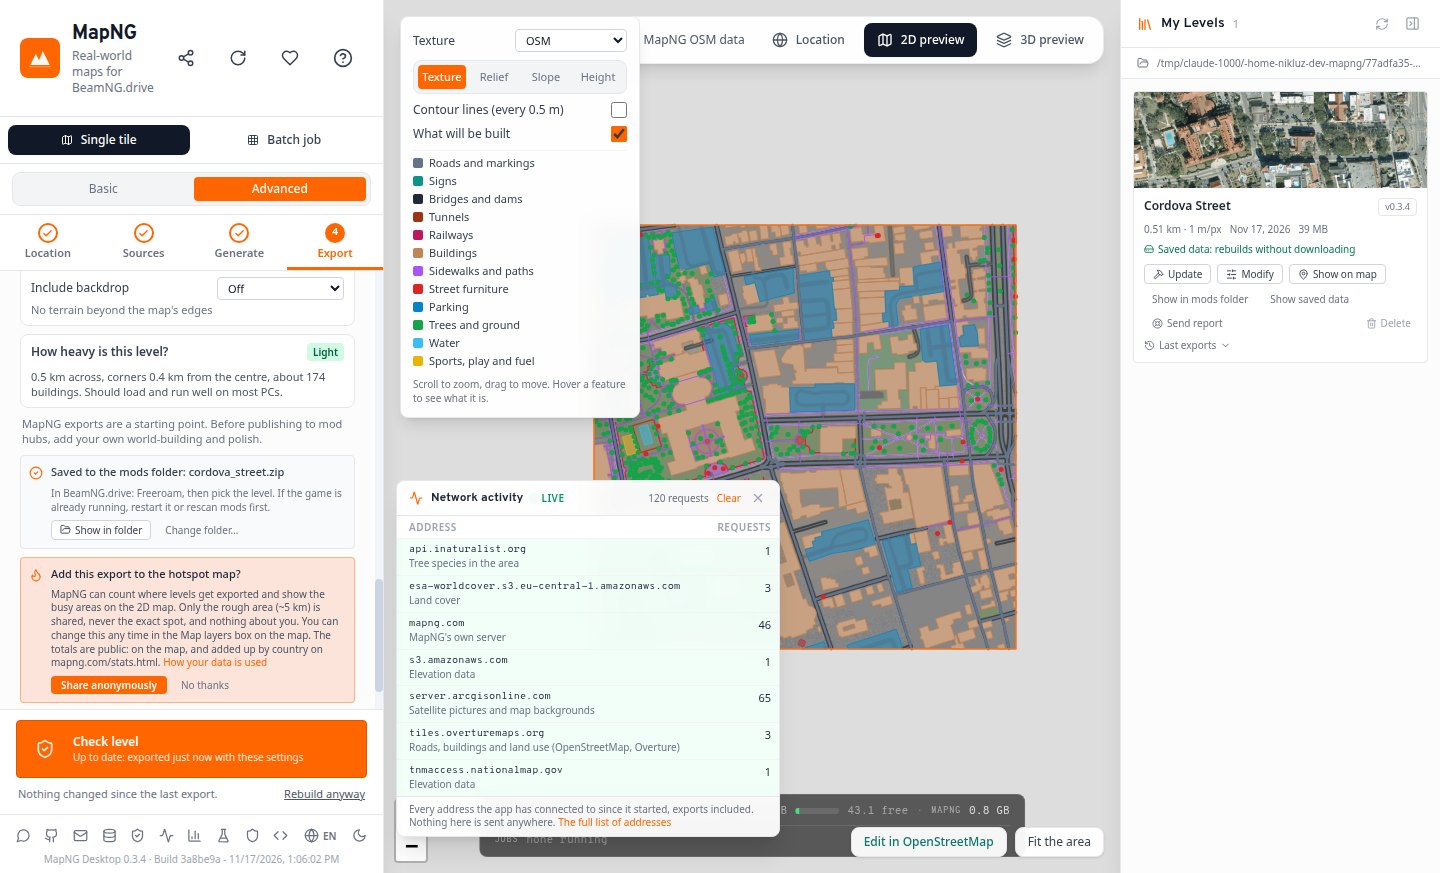 MapNG
Real-world
maps for
BeamNG.drive
Single tile
Batch job
Basic
Advanced
Location
Sources
Generate
4
Export
Include backdrop
Off
No terrain beyond the map's edges
How heavy is this level?
Light
0.5 km across, corners 0.4 km from the centre, about 174
buildings. Should load and run well on most PCs.
MapNG exports are a starting point. Before publishing to mod
hubs, add your own world-building and polish.
Saved to the mods folder: cordova_street.zip
In BeamNG.drive: Freeroam, then pick the level. If the game is
already running, restart it or rescan mods first.
Show in folder
Change folder...
Add this export to the hotspot map?
MapNG can count where levels get exported and show the
busy areas on the 2D map. Only the rough area (~5 km) is
shared, never the exact spot, and nothing about you. You can
change this any time in the Map layers box on the map. The
totals are public: on the map, and added up by country on
mapng.com/stats.html. How your data is used
Share anonymously
No thanks
Check level
Up to date: exported just now with these settings
Nothing changed since the last export.
Rebuild anyway
EN
MapNG Desktop 0.3.4 · Build 3a8be9a - 11/17/2026, 1:06:02 PM
Texture
OSM
Texture
Relief
Slope
Height
Contour lines (every 0.5 m)
What will be built
Roads and markings
Signs
Bridges and dams
Tunnels
Railways
Buildings
Sidewalks and paths
Street furniture
Parking
Trees and ground
Water
Sports, play and fuel
Scroll to zoom, drag to move. Hover a feature
to see what it is.
MapNG OSM data
Location
2D preview
3D preview
Network activity
LIVE
120 requests
Clear
ADDRESS
REQUESTS
api.inaturalist.org
1
Tree species in the area
esa-worldcover.s3.eu-central-1.amazonaws.com
3
Land cover
mapng.com
46
MapNG's own server
s3.amazonaws.com
1
Elevation data
server.arcgisonline.com
65
Satellite pictures and map backgrounds
tiles.overturemaps.org
3
Roads, buildings and land use (OpenStreetMap, Overture)
tnmaccess.nationalmap.gov
1
Elevation data
Every address the app has connected to since it started, exports included.
Nothing here is sent anywhere. The full list of addresses
B
43.1 free · MAPNG 0.8 GB
JOBS none running
Edit in OpenStreetMap
Fit the area
My Levels 1
/tmp/claude-1000/-home-nikluz-dev-mapng/77adfa35-...
Cordova Street
v0.3.4
0.51 km · 1 m/px Nov 17, 2026 39 MB
Saved data: rebuilds without downloading
Update
Modify
Show on map
Show in mods folder
Show saved data
Send report
Delete
Last exports